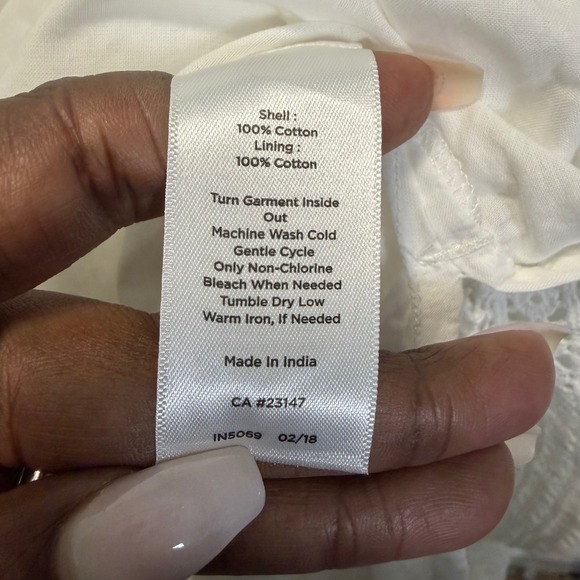 Shell :
100% Cotton
Lining :
100% Cotton
Turn Garment Inside
Out
Machine Wash Cold
Gentle Cycle
Only Non-Chlorine
Bleach When Needed
Tumble Dry Low
Warm Iron, If Needed
Made In India
CA #23147
IN5069 02/18